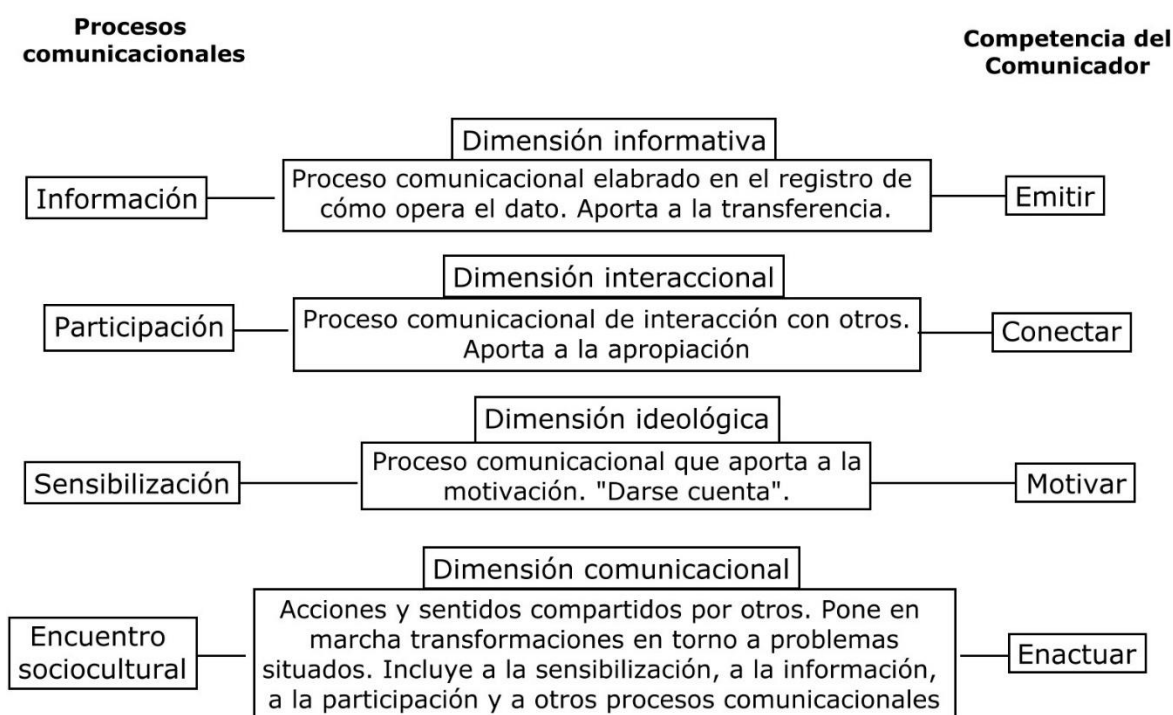 Procesos
comunicacionales
Competencia del
Comunicador
Dimensión informativa
Información
Proceso comunicacional elabrado en el registro de
cómo opera el dato. Aporta a la transferencia.
Emitir
Dimensión interaccional
Participación
Proceso comunicacional de interacción con otros.
Aporta a la apropiación
Conectar
Dimensión ideológica
Sensibilización
Proceso comunicacional que aporta a la
motivación. "Darse cuenta".
Motivar
Dimensión comunicacional
Encuentro
sociocultural
Acciones y sentidos compartidos por otros. Pone en
marcha transformaciones en torno a problemas
situados. Incluye a la sensibilización, a la información,
a la participación y a otros procesos comunicacionales
Enactuar